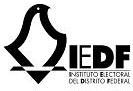 IEDF
INSTITUTO ELECTORAL
DEL DISTRITO FEDERAL